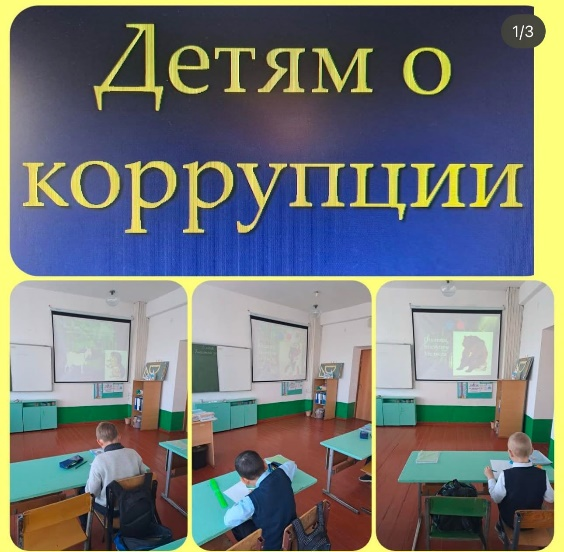 1/3
Детям о
коррупции